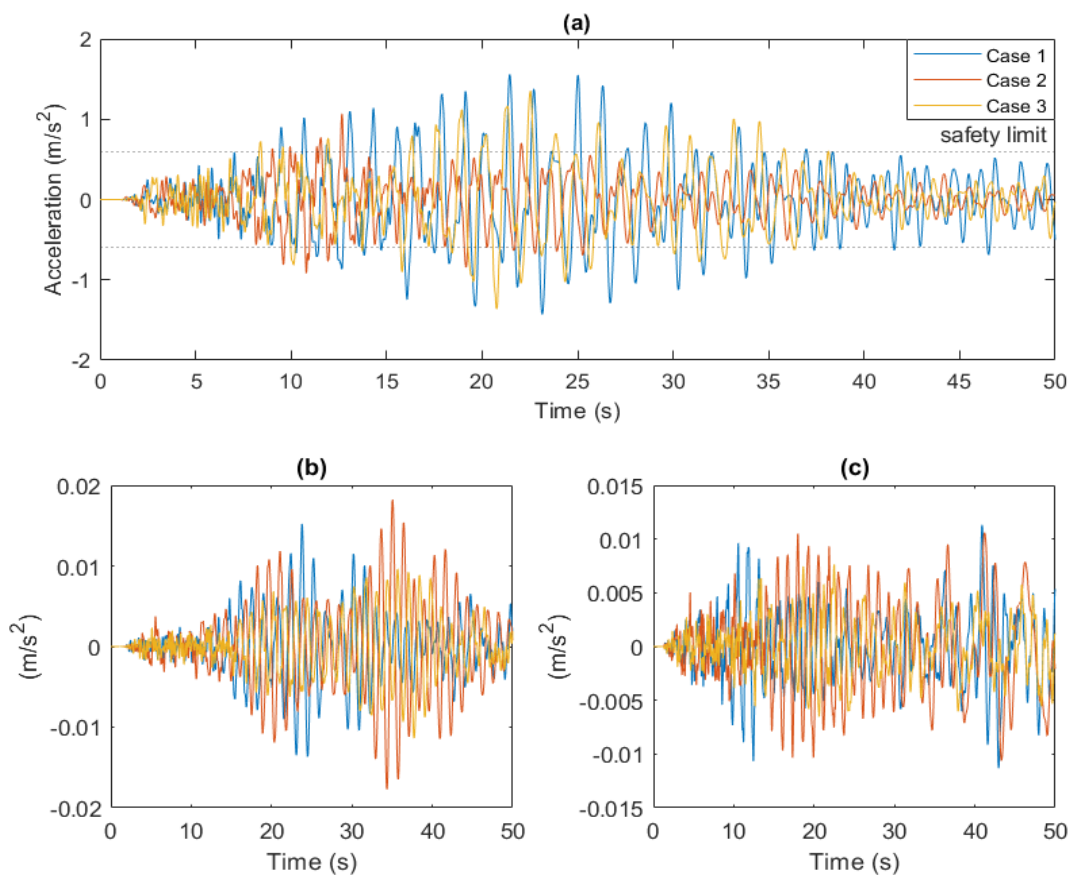 (a)
2
1
0
-1
-2
Acceleration (m/s²)
Case 1
Case 2
Case 3
safety limit
0 5 10 15 20 25 30 35 40 45 50
Time (s)
(b)
0.02
0.01
0
-0.01
-0.02
(m/s²)
0 10 20 30 40 50
Time (s)
(c)
0.015
0.01
0.005
0
-0.005
-0.01
-0.015
(m/s²)
0 10 20 30 40 50
Time (s)